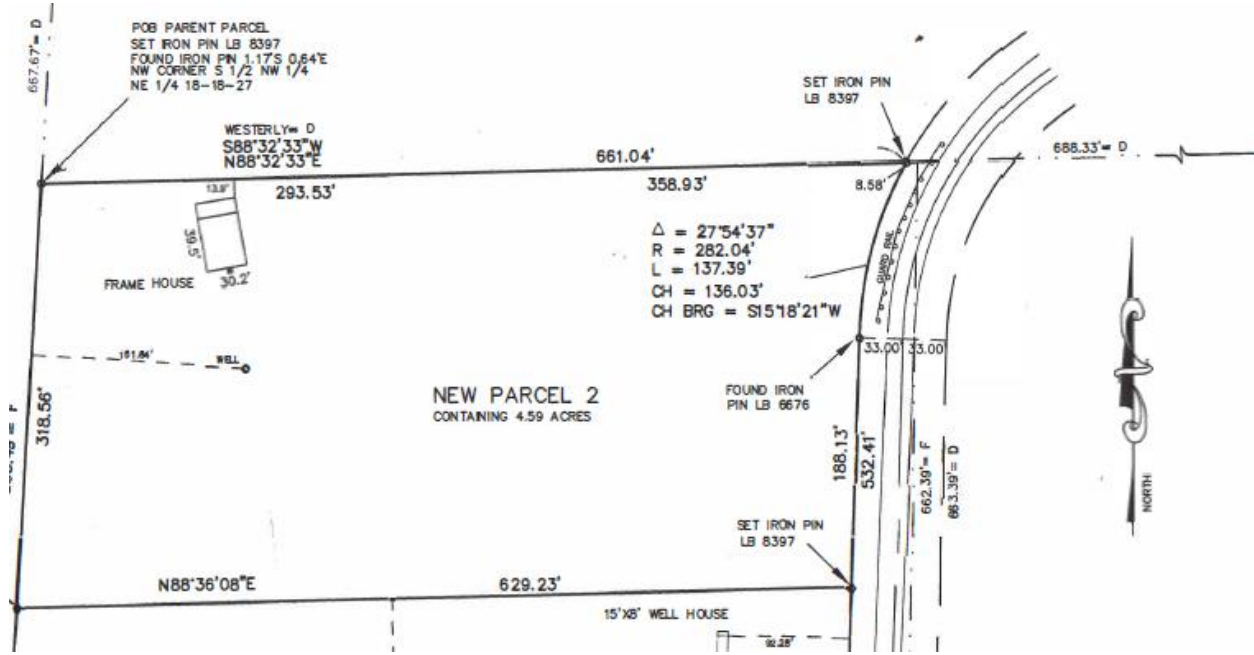 667.67'= D
POB PARENT PARCEL
SET IRON PIN LB 8397
FOUND IRON PIN 1.17'S 0.64'E
NW CORNER S 1/2 NW 1/4
NE 1/4 18-18-27
SET IRON PIN
LB 8397
WESTERLY= D
S88°32'33"W
N88°32'33"E
661.04'
688.33'= D
13.9'
293.53'
358.93'
8.58'
39.5'
30.2'
FRAME HOUSE
Δ = 27°54'37"
R = 282.04'
L = 137.39'
CH = 136.03'
CH BRG = S15°18'21"W
GUARD RAIL
33.00'
33.00'
WELL
318.56'
NEW PARCEL 2
CONTAINING 4.59 ACRES
FOUND IRON
PIN LB 6676
188.13'
532.41'
662.39'= F
663.39'= D
NORTH
SET IRON PIN
LB 8397
N88°36'08"E
629.23'
15'X8' WELL HOUSE
92.28'